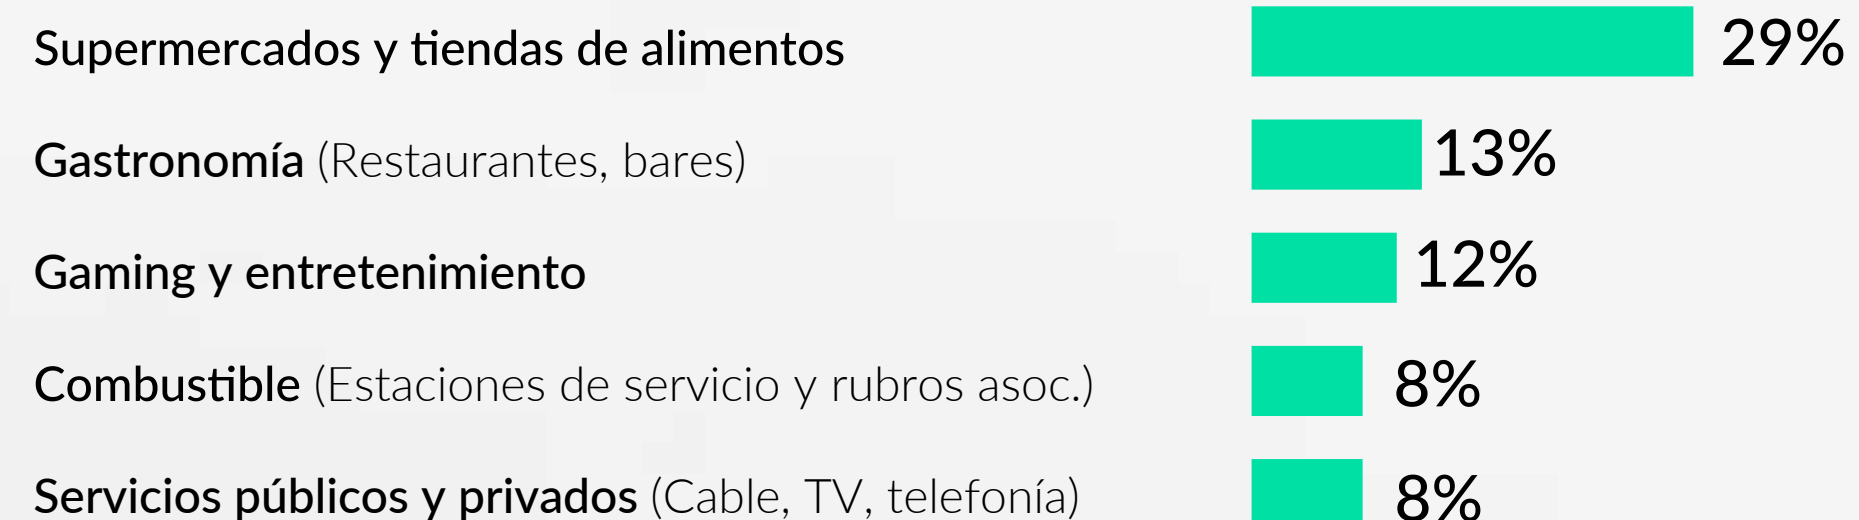 Supermercados y tiendas de alimentos 29%
Gastronomía (Restaurantes, bares) 13%
Gaming y entretenimiento 12%
Combustible (Estaciones de servicio y rubros asoc.) 8%
Servicios públicos y privados (Cable, TV, telefonía) 8%